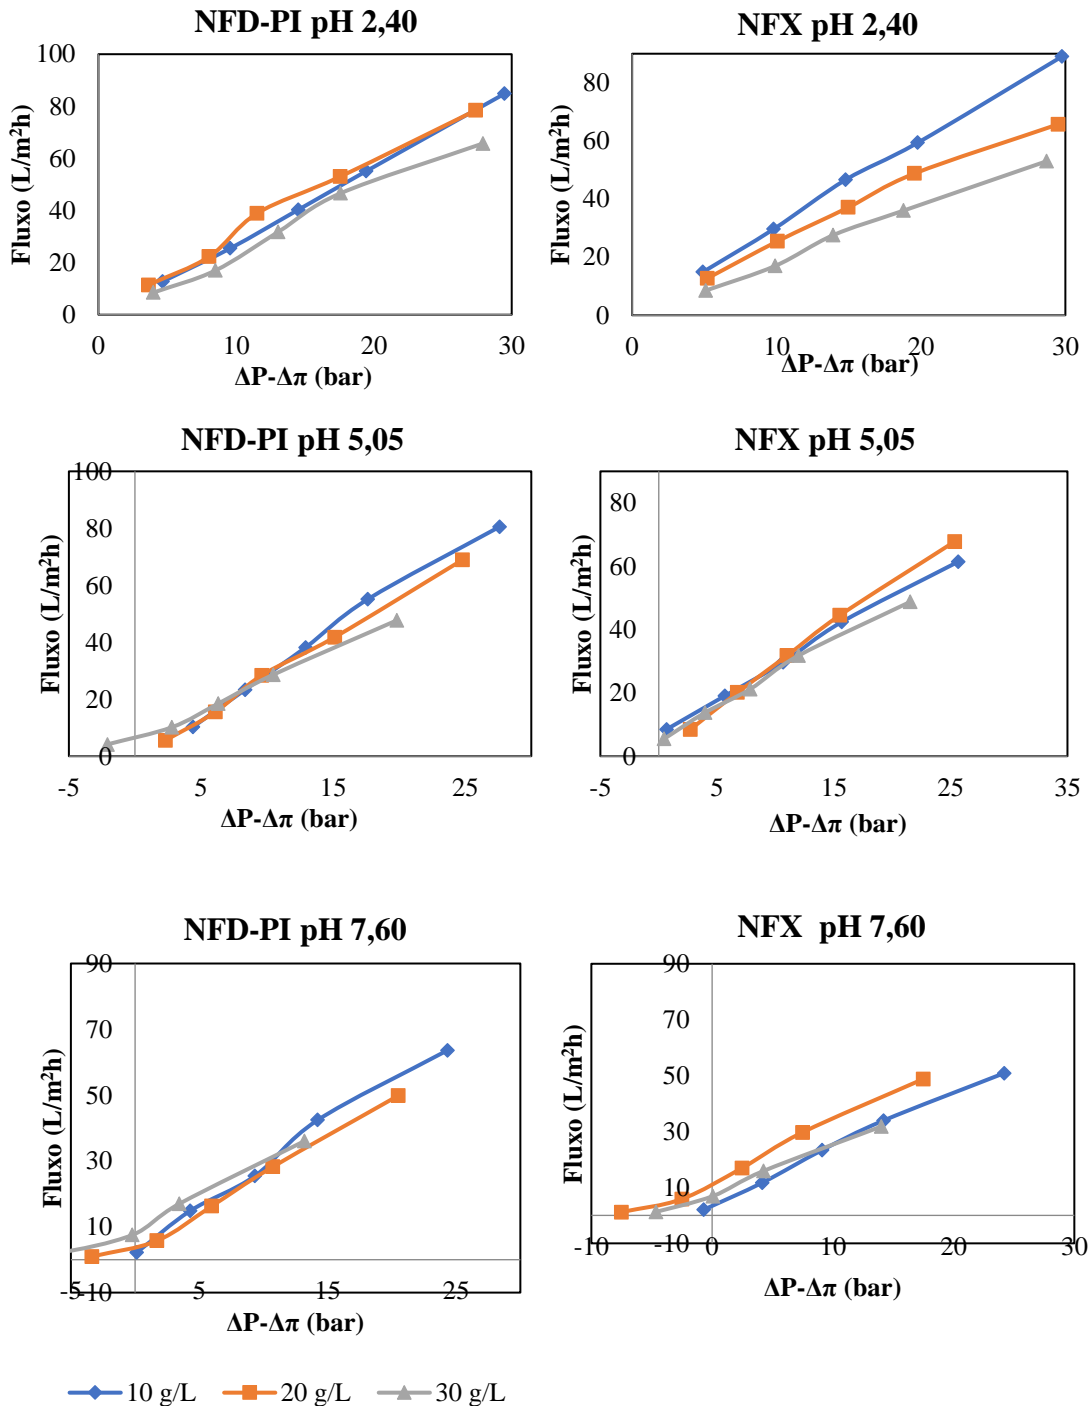 NFD-PI pH 2,40
100
80
60
40
20
0
Fluxo (L/m²h)
0 10 20 30
ΔP-Δπ (bar)
NFX pH 2,40
80
60
40
20
0
Fluxo (L/m²h)
0 10 20 30
ΔP-Δπ (bar)
NFD-PI pH 5,05
100
80
60
40
20
0
Fluxo (L/m²h)
-5 5 15 25
ΔP-Δπ (bar)
NFX pH 5,05
80
60
40
20
0
Fluxo (L/m²h)
-5 5 15 25 35
ΔP-Δπ (bar)
NFD-PI pH 7,60
90
70
50
30
10
-10
Fluxo (L/m²h)
-5 5 15 25
ΔP-Δπ (bar)
NFX pH 7,60
90
70
50
30
10
-10
Fluxo (L/m²h)
-10 0 10 20 30
ΔP-Δπ (bar)
10 g/L 20 g/L 30 g/L